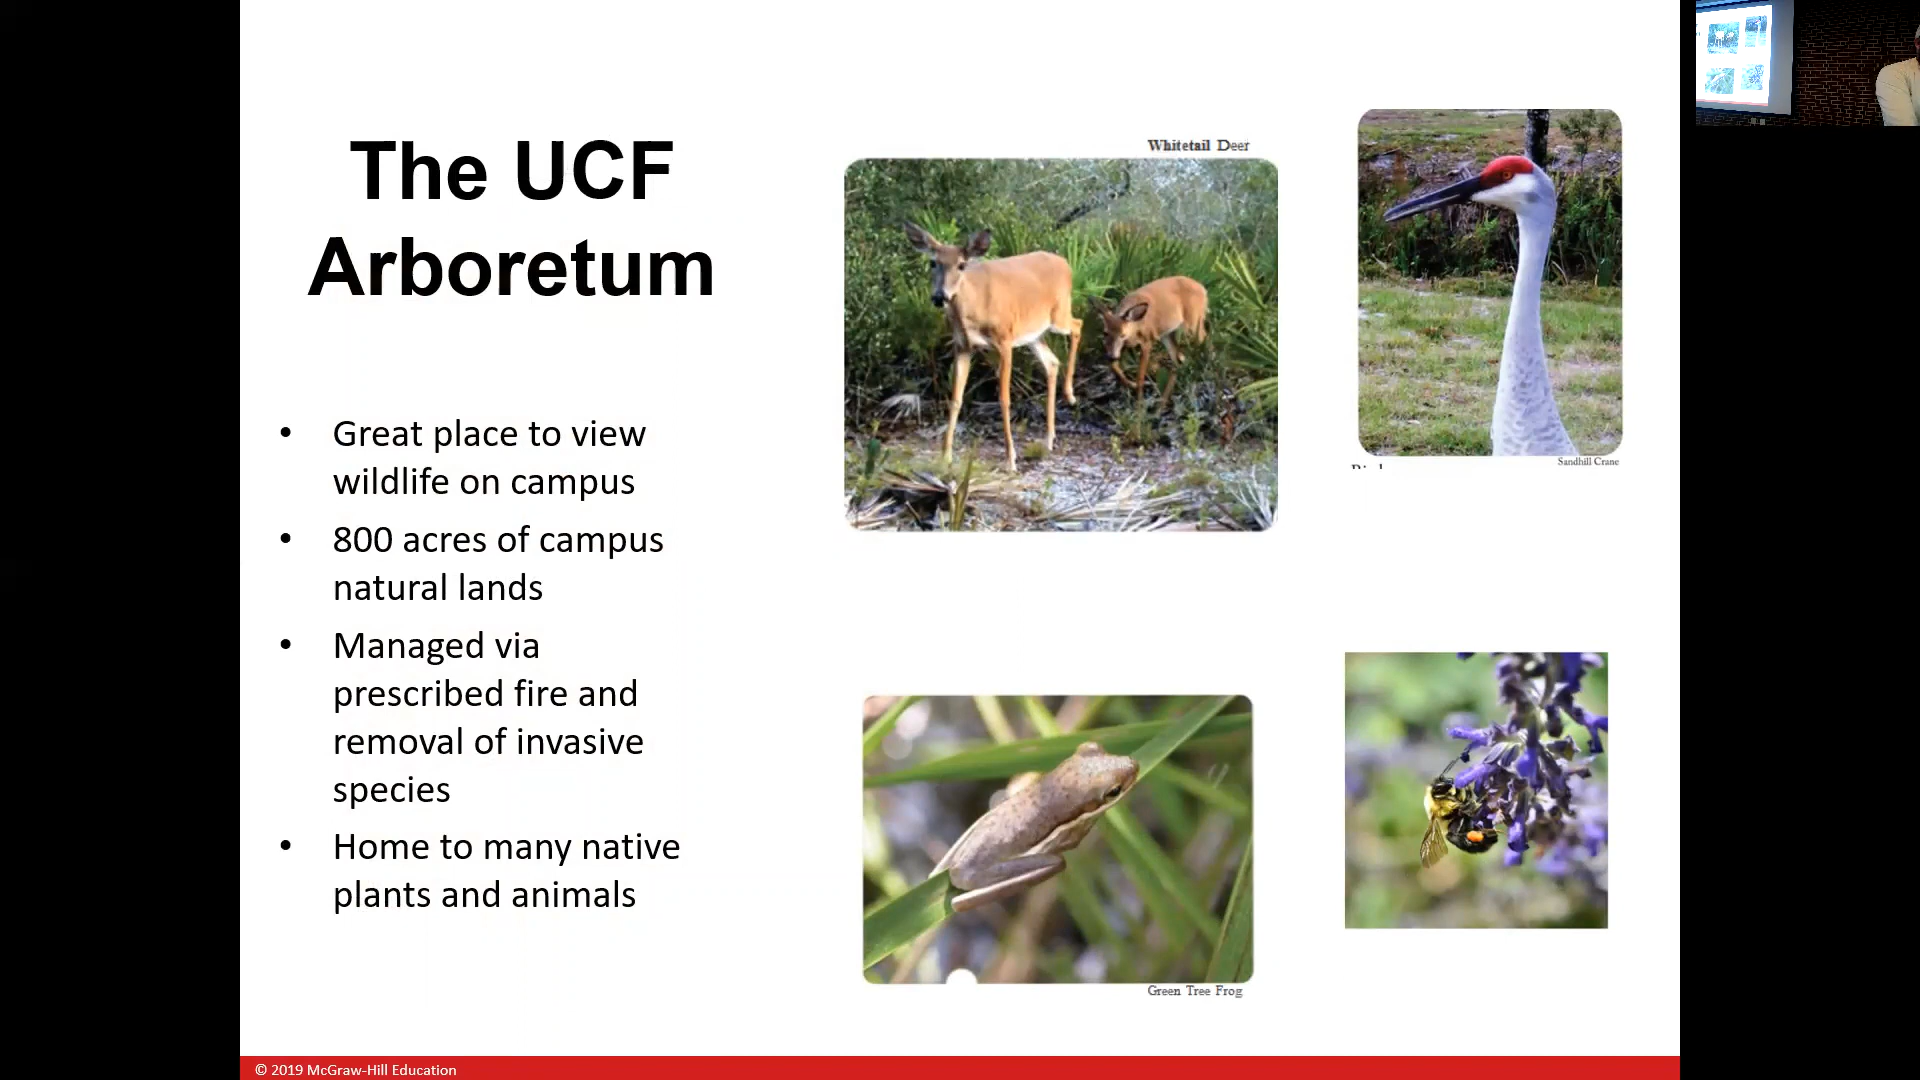 The UCF
Arboretum
• Great place to view
wildlife on campus
• 800 acres of campus
natural lands
• Managed via
prescribed fire and
removal of invasive
species
• Home to many native
plants and animals
Whitetail Deer
Sandhill Crane
Green Tree Frog
© 2019 McGraw-Hill Education